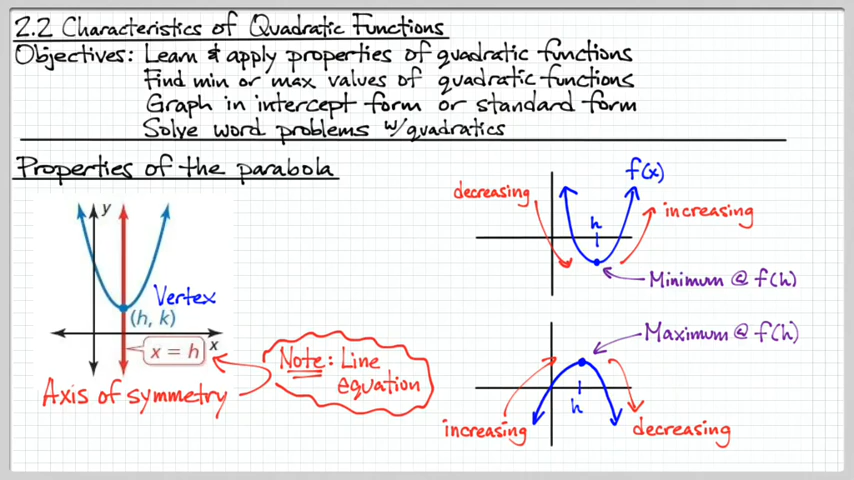 2.2 Characteristics of Quadratic Functions
Objectives: Learn & apply properties of quadratic functions
Find min or max values of quadratic functions
Graph in intercept form or standard form
Solve word problems w/quadratics
Properties of the parabola
y
Vertex
(h, k)
x
x = h
Axis of symmetry
Note: Line
equation
f(x)
decreasing
increasing
h
Minimum @ f(h)
Maximum @ f(h)
h
increasing
decreasing